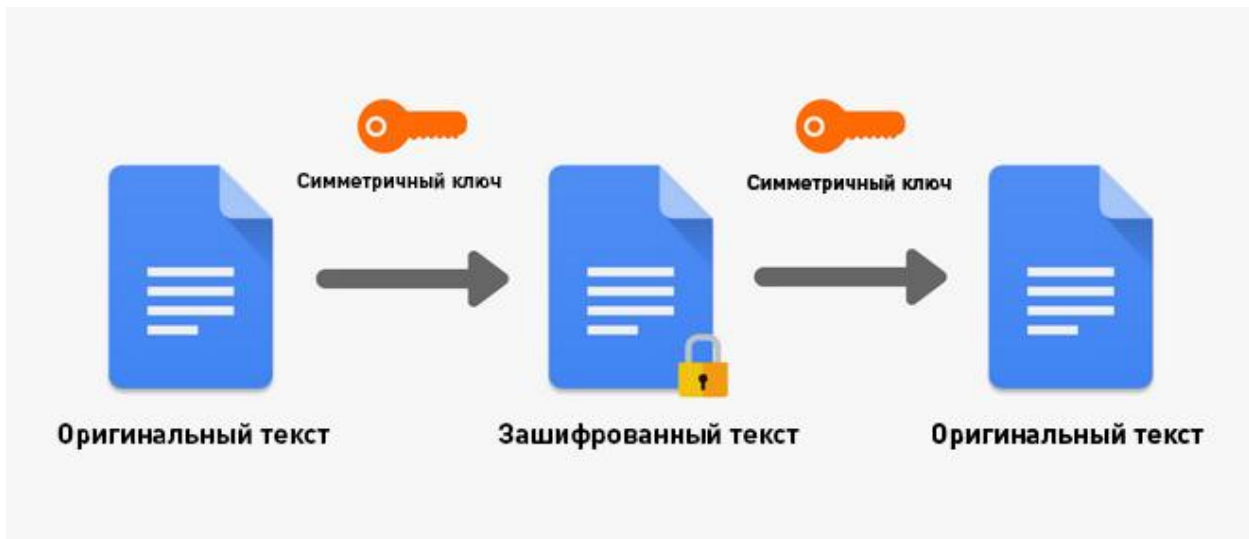 Симметричный ключ
Симметричный ключ
Оригинальный текст
Зашифрованный текст
Оригинальный текст